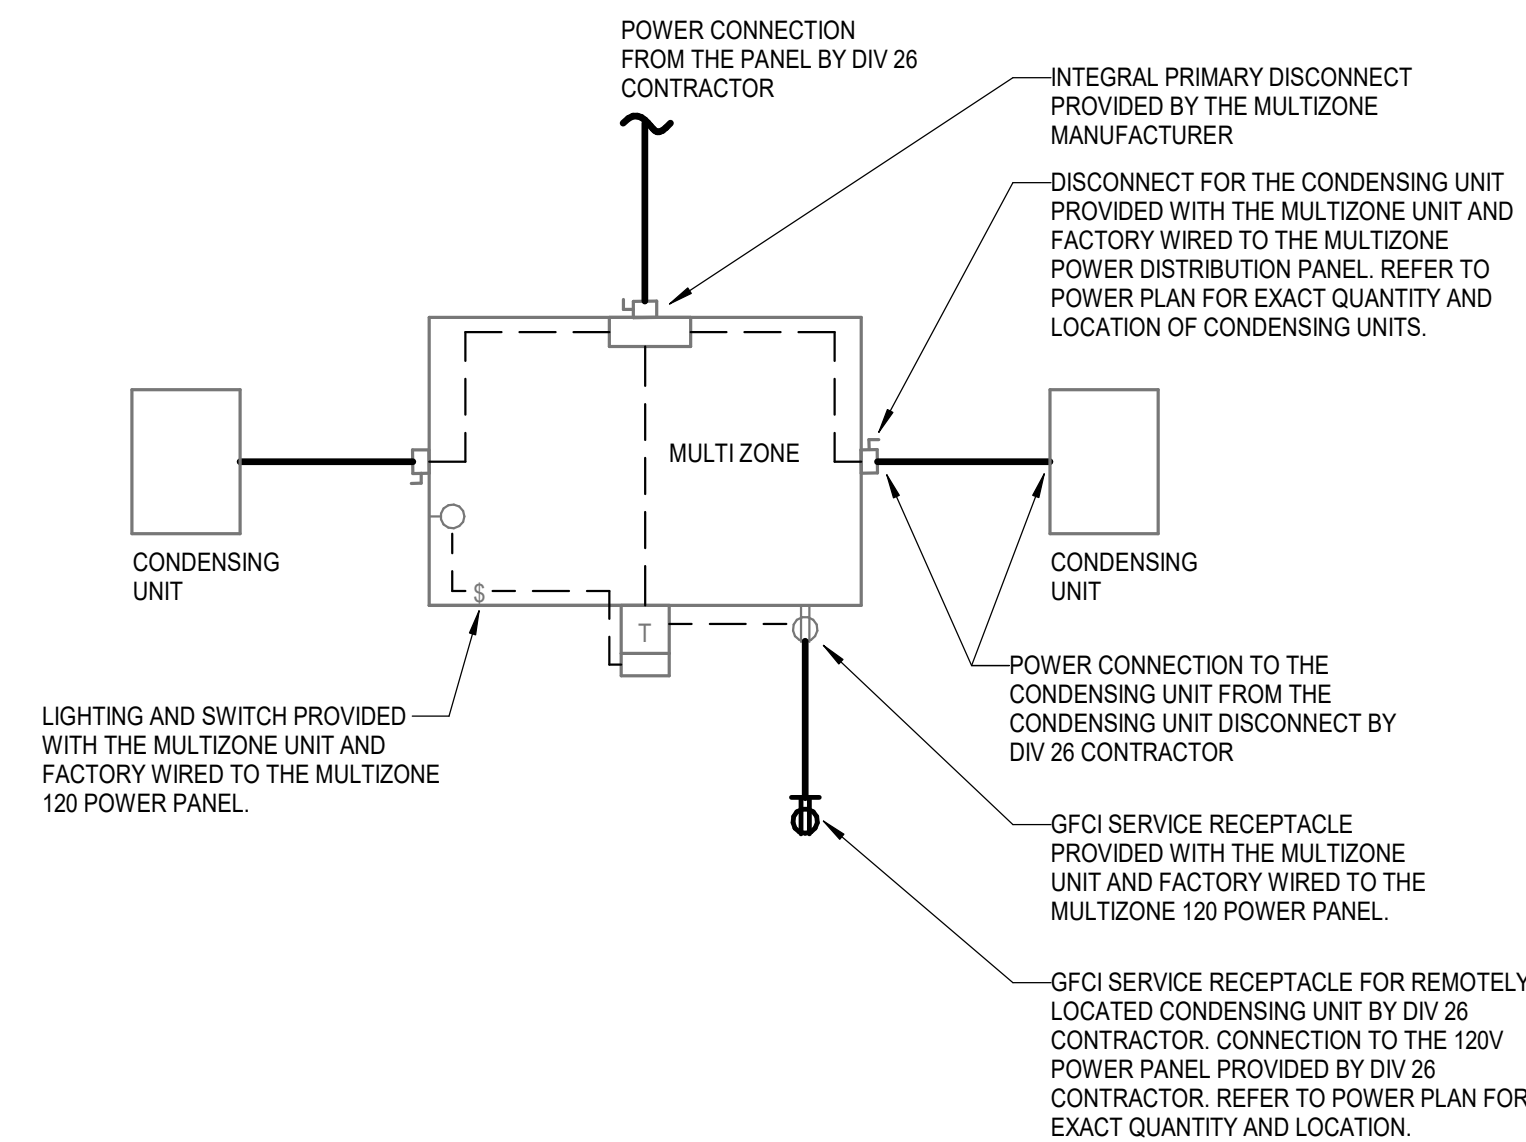 POWER CONNECTION
FROM THE PANEL BY DIV 26
CONTRACTOR
INTEGRAL PRIMARY DISCONNECT
PROVIDED BY THE MULTIZONE
MANUFACTURER
DISCONNECT FOR THE CONDENSING UNIT
PROVIDED WITH THE MULTIZONE UNIT AND
FACTORY WIRED TO THE MULTIZONE
POWER DISTRIBUTION PANEL. REFER TO
POWER PLAN FOR EXACT QUANTITY AND
LOCATION OF CONDENSING UNITS.
MULTI ZONE
CONDENSING
UNIT
CONDENSING
UNIT
$
T
POWER CONNECTION TO THE
CONDENSING UNIT FROM THE
CONDENSING UNIT DISCONNECT BY
DIV 26 CONTRACTOR
LIGHTING AND SWITCH PROVIDED
WITH THE MULTIZONE UNIT AND
FACTORY WIRED TO THE MULTIZONE
120 POWER PANEL.
GFCI SERVICE RECEPTACLE
PROVIDED WITH THE MULTIZONE
UNIT AND FACTORY WIRED TO THE
MULTIZONE 120 POWER PANEL.
GFCI SERVICE RECEPTACLE FOR REMOTELY
LOCATED CONDENSING UNIT BY DIV 26
CONTRACTOR. CONNECTION TO THE 120V
POWER PANEL PROVIDED BY DIV 26
CONTRACTOR. REFER TO POWER PLAN FOR
EXACT QUANTITY AND LOCATION.